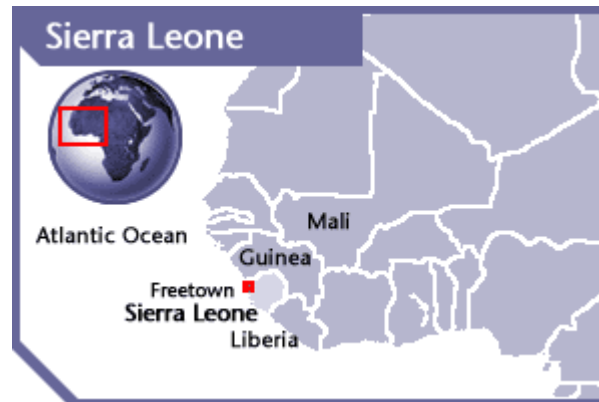 Sierra Leone
Mali
Atlantic Ocean
Guinea
Freetown
Sierra Leone
Liberia